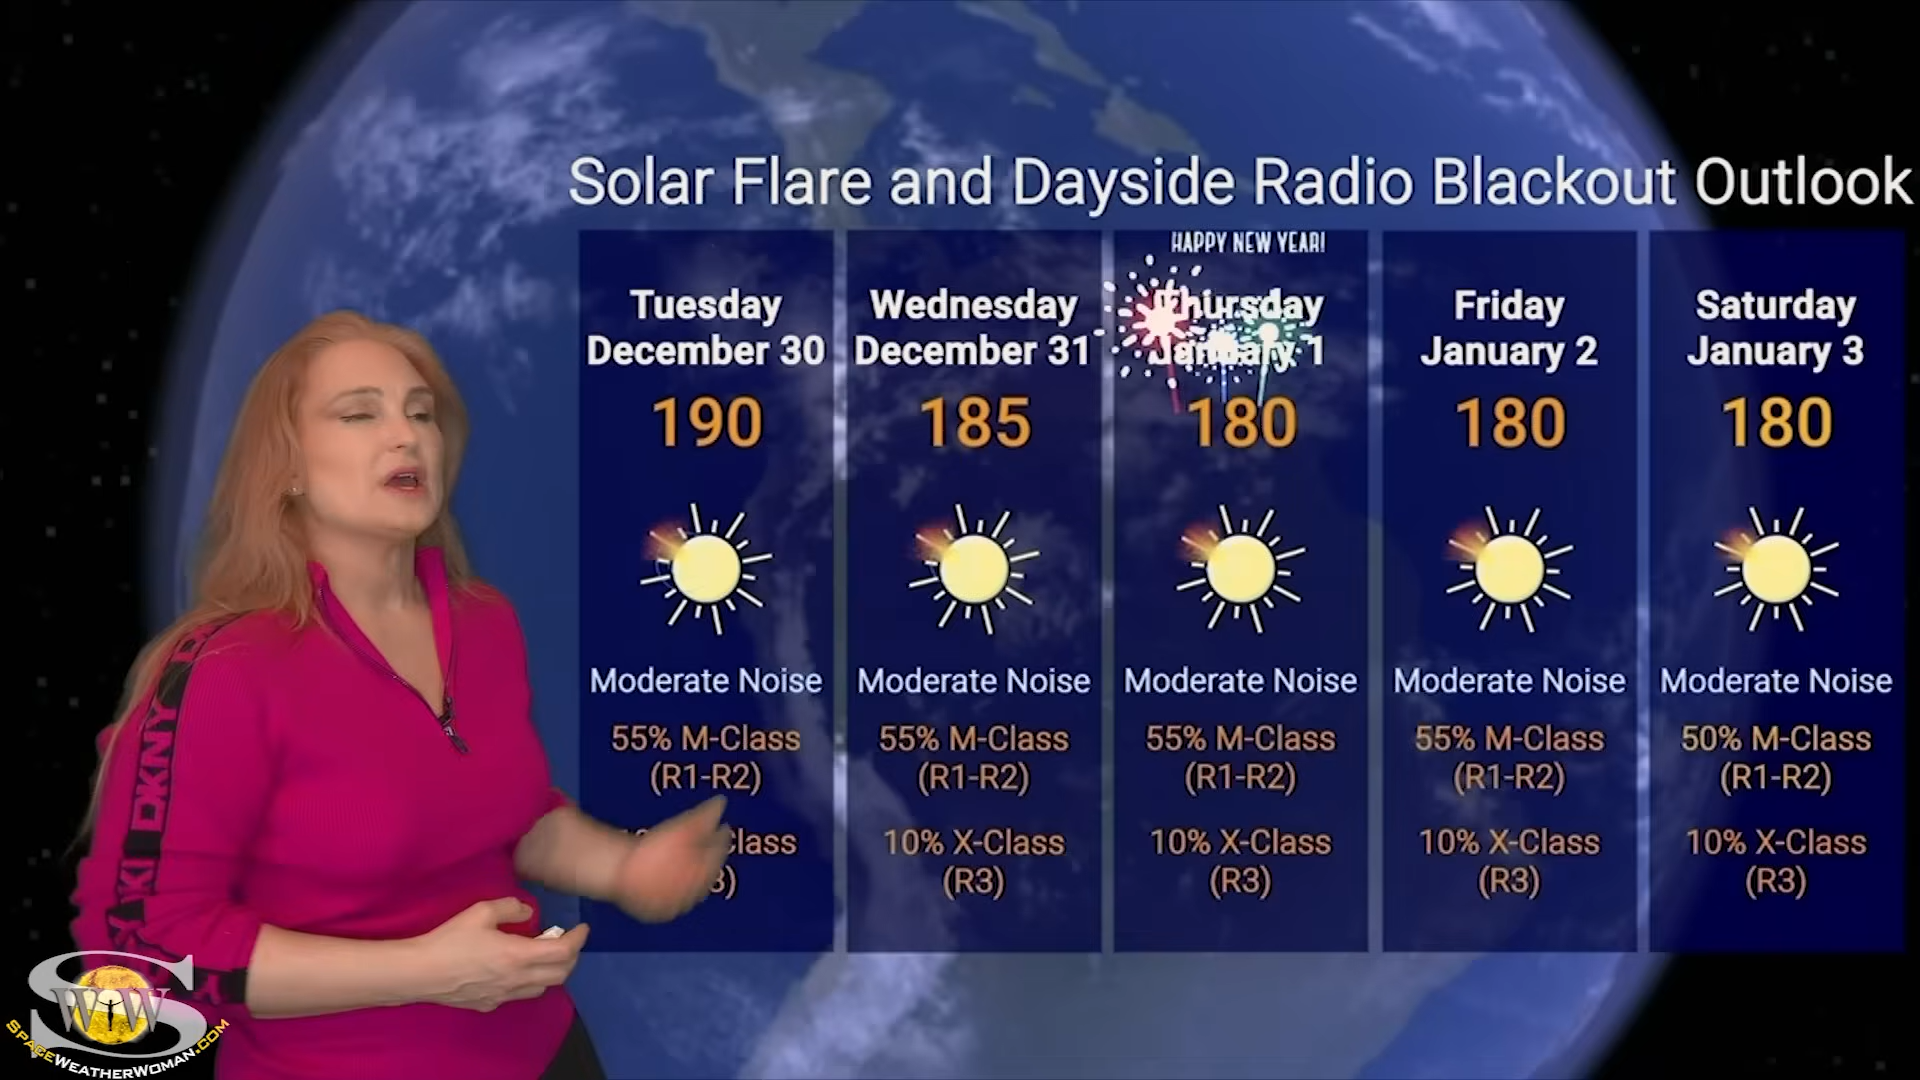 Solar Flare and Dayside Radio Blackout Outlook
HAPPY NEW YEAR!
Tuesday
December 30
190
Moderate Noise
55% M-Class
(R1-R2)
Wednesday
December 31
185
Moderate Noise
55% M-Class
(R1-R2)
10% X-Class
(R3)
Thursday
January 1
180
Moderate Noise
55% M-Class
(R1-R2)
10% X-Class
(R3)
Friday
January 2
180
Moderate Noise
55% M-Class
(R1-R2)
10% X-Class
(R3)
Saturday
January 3
180
Moderate Noise
50% M-Class
(R1-R2)
10% X-Class
(R3)
DKNY
SWW
SPACEWEATHERWOMAN.COM